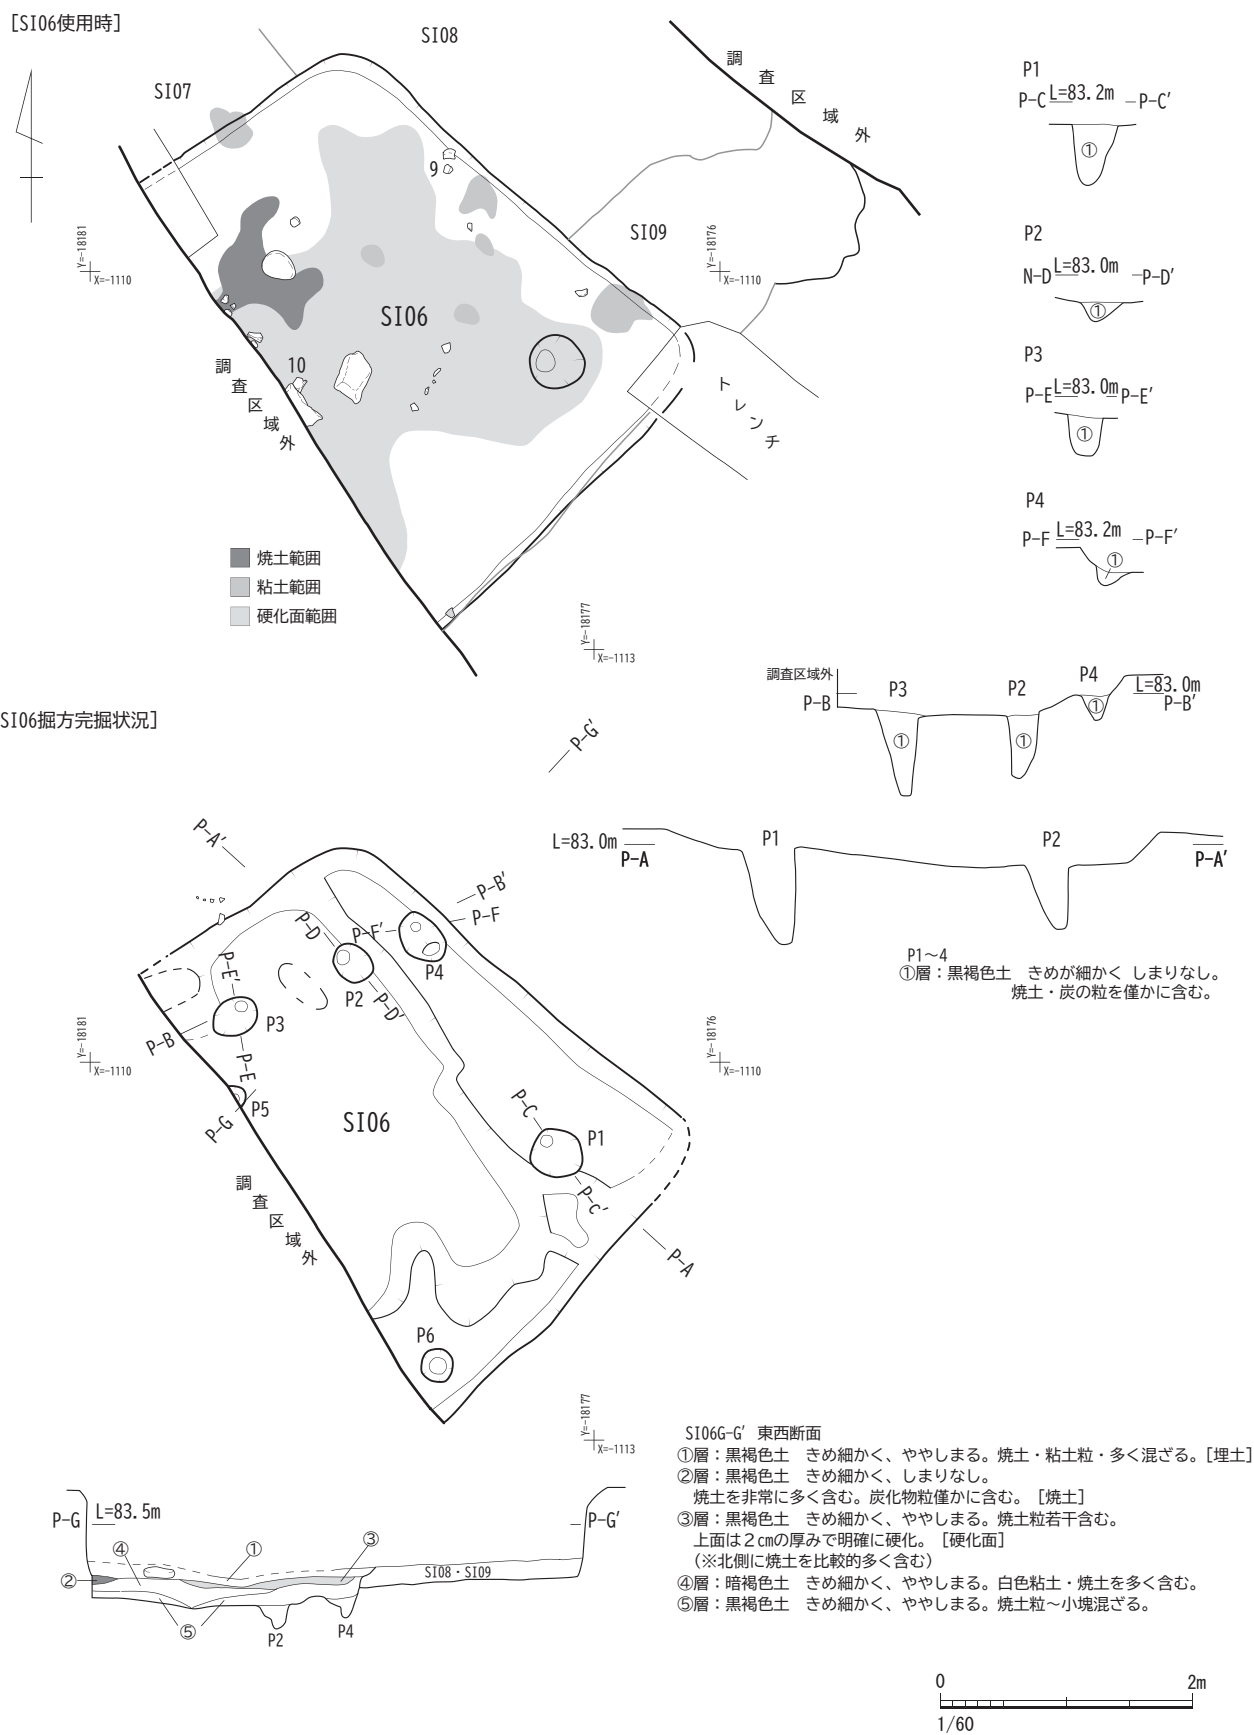 [SI06使用時]
SI08
SI07
調査区域外
SI09
9
Y=-18181
X=-1110
Y=-18176
X=-1110
SI06
10
調査区域外
トレンチ
焼土範囲
粘土範囲
硬化面範囲
Y=-18177
X=-1113
P1
P-C L=83.2m P-C′
①
P2
N-D L=83.0m P-D′
①
P3
P-E L=83.0m P-E′
①
P4
P-F L=83.2m P-F′
①
調査区域外
P-B
P3
P2
P4
L=83.0m
P-B′
①
①
①
L=83.0m
P-A
P1
P2
P-A′
P1～4
①層：黒褐色土　きめが細かく しまりなし。
焼土・炭の粒を僅かに含む。
SI06掘方完掘状況]
P-G′
P-A′
P-B′
P-F
P-F′
P-D
P4
P-E′
P2
P-D′
P3
P-B
P-E
Y=-18181
X=-1110
Y=-18176
X=-1110
P5
P-G
SI06
P-C
P1
P-c′
調査区域外
P-A
P6
Y=-18177
X=-1113
P-G L=83.5m P-G′
①
②
③
④
⑤
SI08・SI09
P2
P4
SI06G-G′ 東西断面
①層：黒褐色土　きめ細かく、ややしまる。焼土・粘土粒・多く混ざる。[埋土]
②層：黒褐色土　きめ細かく、しまりなし。
焼土を非常に多く含む。炭化物粒僅かに含む。 [焼土]
③層：黒褐色土　きめ細かく、ややしまる。焼土粒若干含む。
上面は２㎝の厚みで明確に硬化。 [硬化面]
（※北側に焼土を比較的多く含む）
④層：暗褐色土　きめ細かく、ややしまる。白色粘土・焼土を多く含む。
⑤層：黒褐色土　きめ細かく、ややしまる。焼土粒～小塊混ざる。
0 2m
1/60